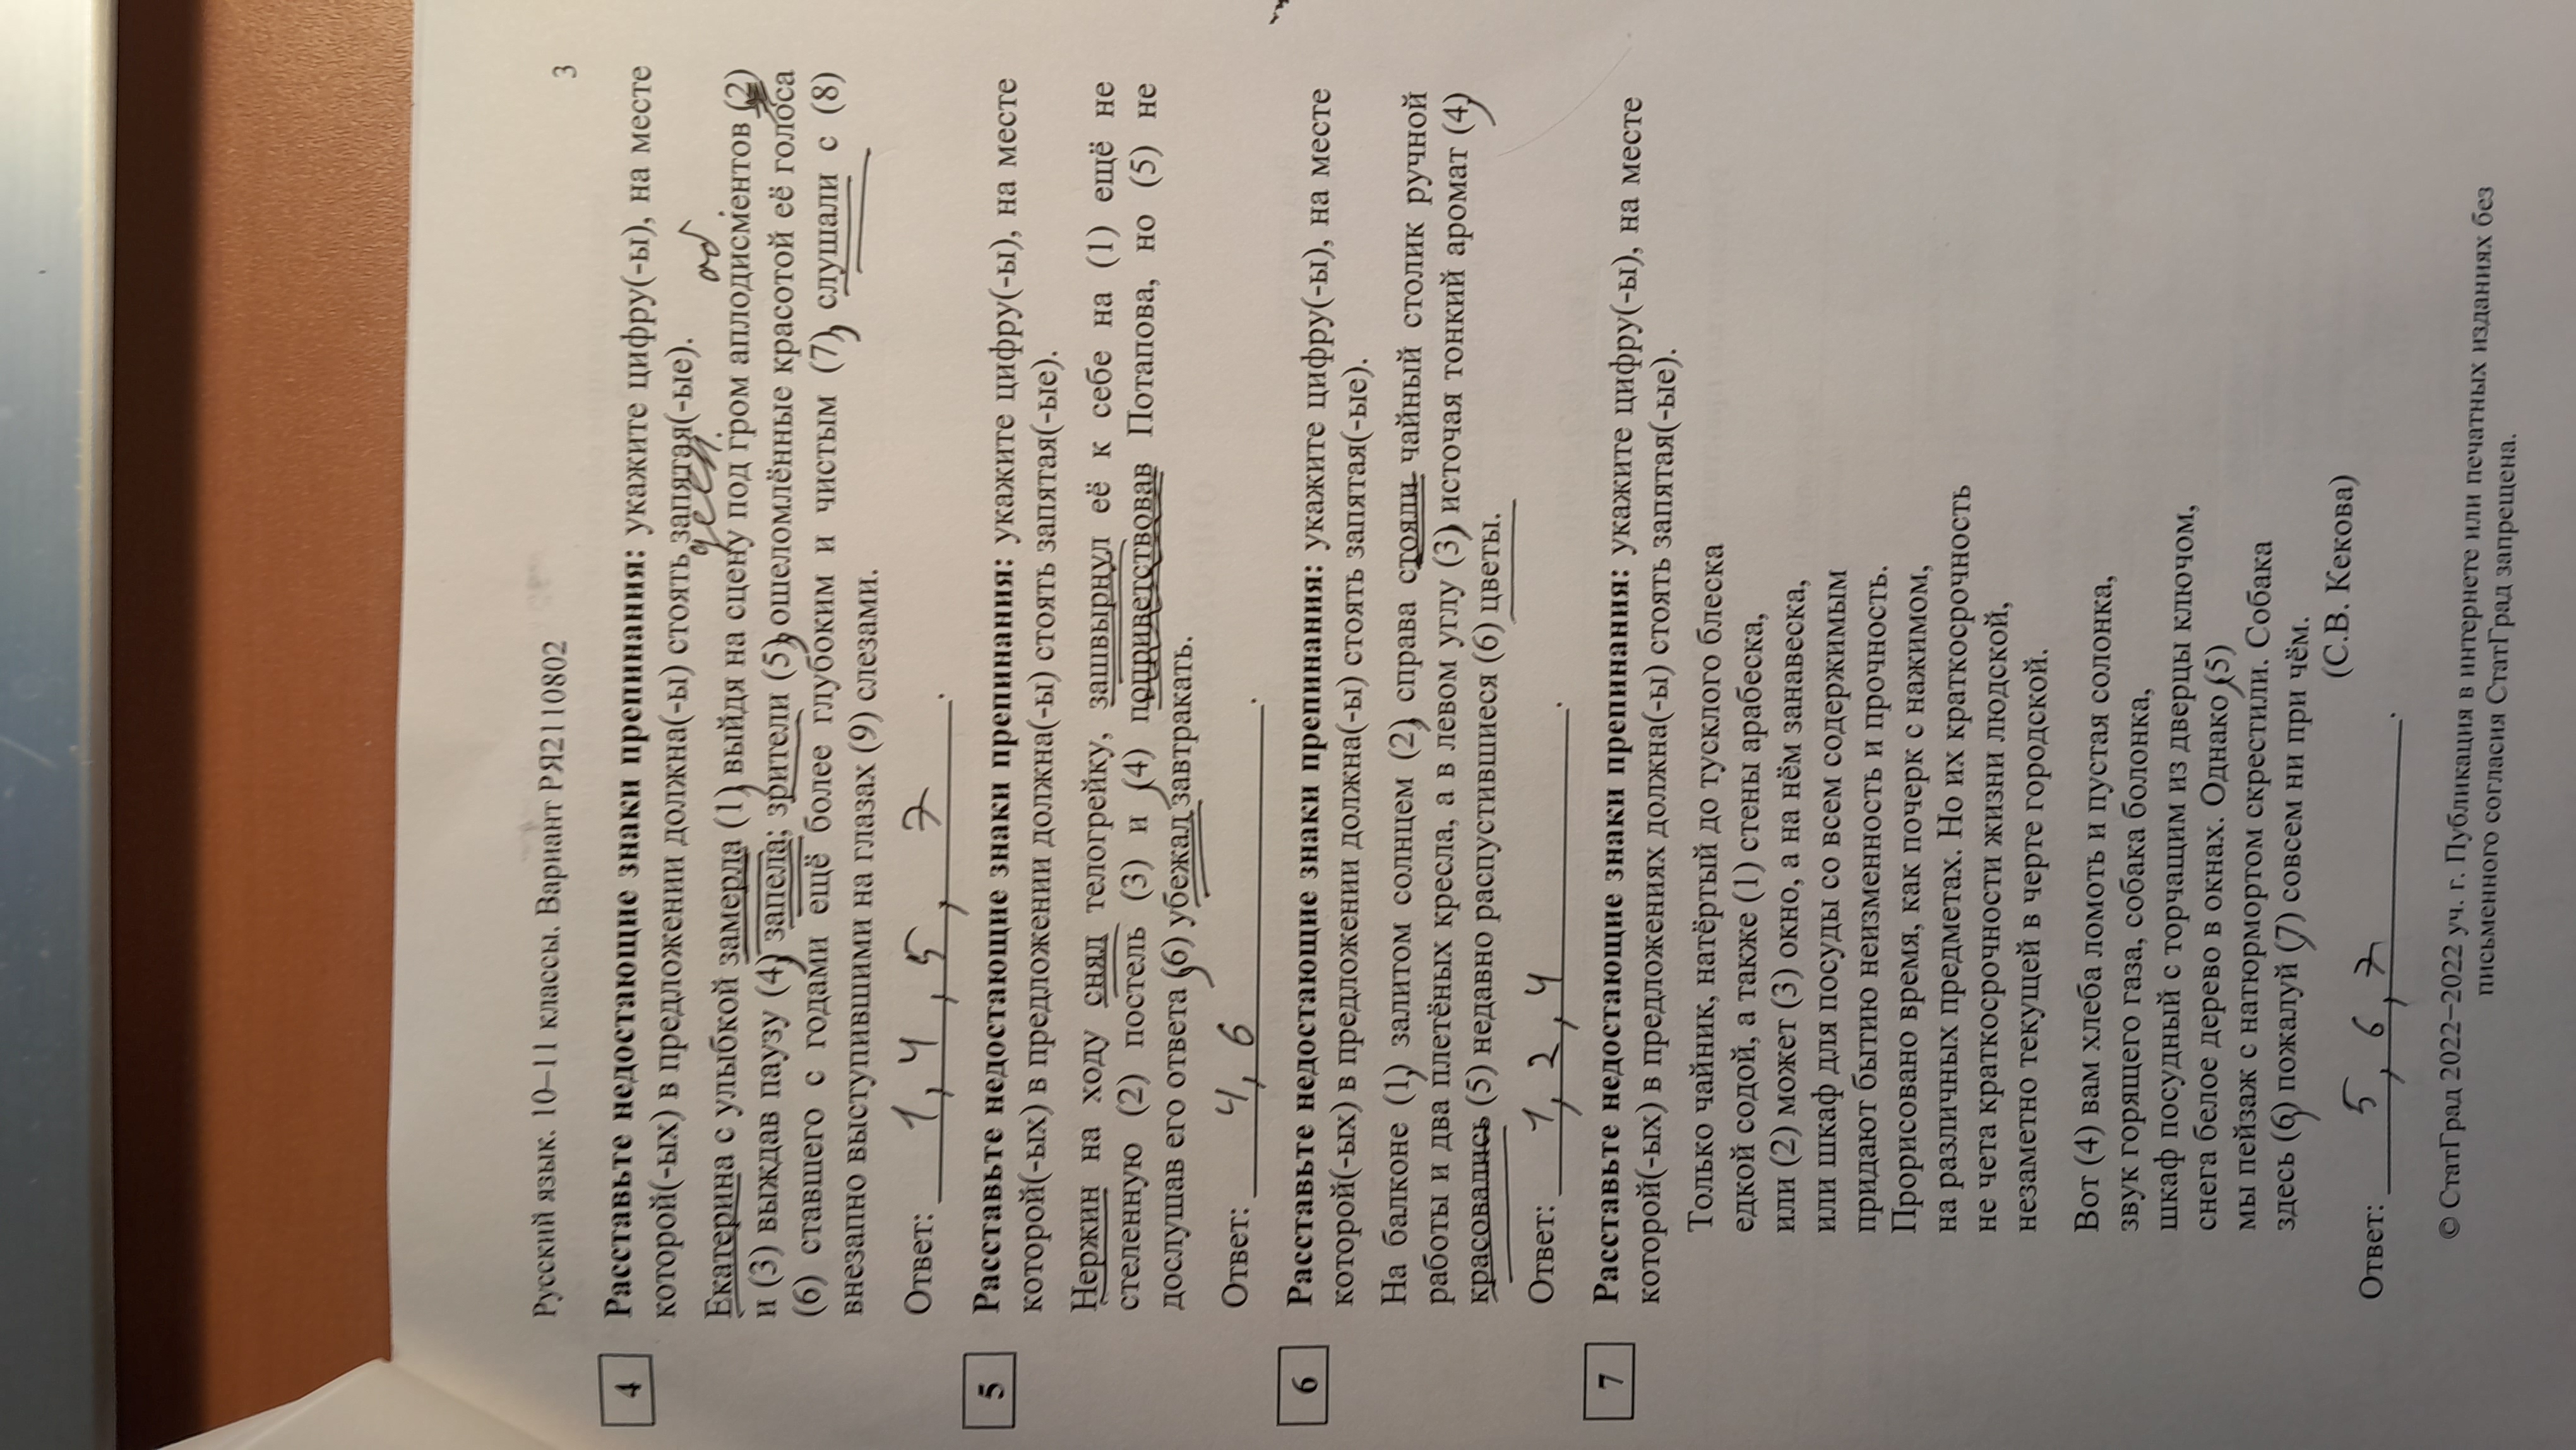 Русский язык. 10–11 классы. Вариант РЯ2110802
3
4
Расставьте недостающие знаки препинания: укажите цифру(-ы), на месте
которой(-ых) в предложении должна(-ы) стоять запятая(-ые).
Екатерина с улыбкой замерла (1) выйдя на сцену под гром аплодисментов (2)
и (3) выждав паузу (4) запела; зрители (5) ошеломлённые красотой её голоса
(6) ставшего с годами ещё более глубоким и чистым (7) слушали с (8)
внезапно выступившими на глазах (9) слезами.
Ответ: 1, 4, 5, 7.
5
Расставьте недостающие знаки препинания: укажите цифру(-ы), на месте
которой(-ых) в предложении должна(-ы) стоять запятая(-ые).
Нержин на ходу снял телогрейку, зашвырнул её к себе на (1) ещё не
стеленную (2) постель (3) и (4) поприветствовав Потапова, но (5) не
дослушав его ответа (6) убежал завтракать.
Ответ: 4, 6.
6
Расставьте недостающие знаки препинания: укажите цифру(-ы), на месте
которой(-ых) в предложении должна(-ы) стоять запятая(-ые).
На балконе (1) залитом солнцем (2) справа стояли чайный столик ручной
работы и два плетёных кресла, а в левом углу (3) источая тонкий аромат (4)
красовались (5) недавно распустившиеся (6) цветы.
Ответ: 1, 2, 4.
7
Расставьте недостающие знаки препинания: укажите цифру(-ы), на месте
которой(-ых) в предложениях должна(-ы) стоять запятая(-ые).
Только чайник, натёртый до тусклого блеска
едкой содой, а также (1) стены арабеска,
или (2) может (3) окно, а на нём занавеска,
или шкаф для посуды со всем содержимым
придают бытию неизменность и прочность.
Прорисовано время, как почерк с нажимом,
на различных предметах. Но их краткосрочность
не чета краткосрочности жизни людской,
незаметно текущей в черте городской.
Вот (4) вам хлеба ломоть и пустая солонка,
звук горящего газа, собака болонка,
шкаф посудный с торчащим из дверцы ключом,
снега белое дерево в окнах. Однако (5)
мы пейзаж с натюрмортом скрестили. Собака
здесь (6) пожалуй (7) совсем ни при чём.
(С.В. Кекова)
Ответ: 5, 6, 7.
© СтатГрад 2022−2022 уч. г. Публикация в интернете или печатных изданиях без
письменного согласия СтатГрад запрещена.